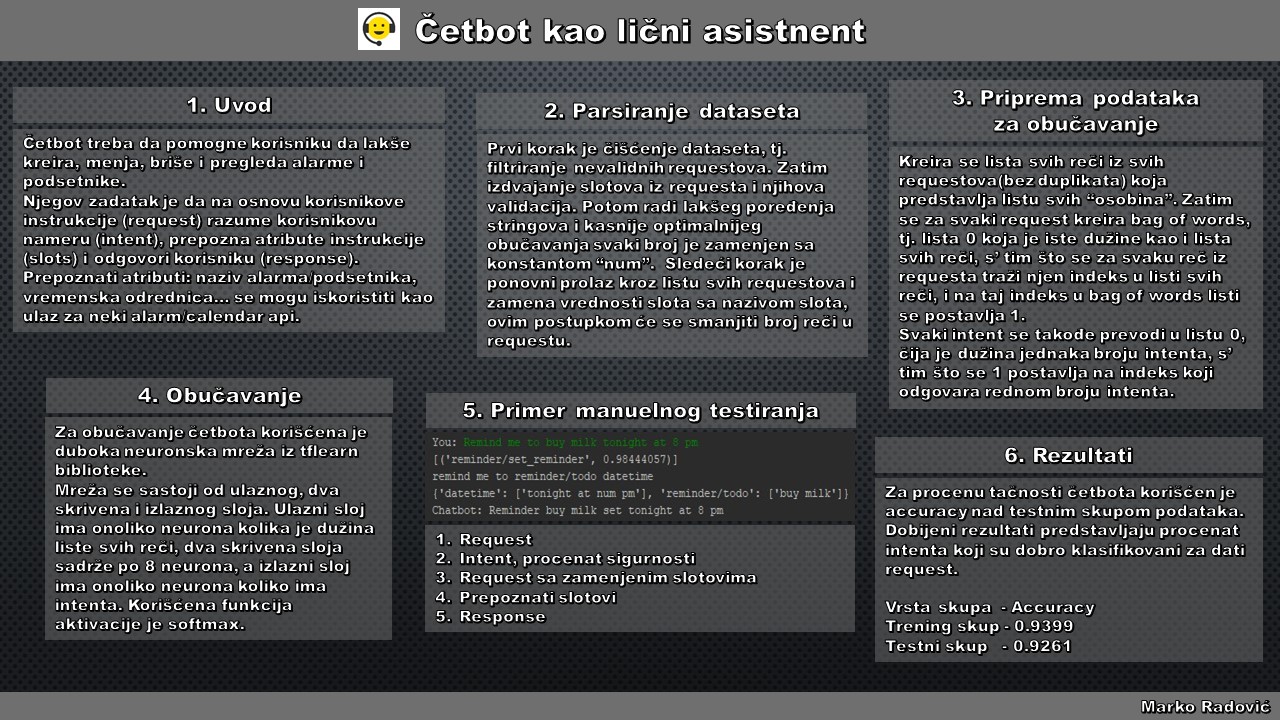 Četbot kao lični asistnent
1. Uvod
Četbot treba da pomogne korisniku da lakše
kreira, menja, briše i pregleda alarme i
podsetnike.
Njegov zadatak je da na osnovu korisnikove
instrukcije (request) razume korisnikovu
nameru (intent), prepozna atribute instrukcije
(slots) i odgovori korisniku (response).
Prepoznati atributi: naziv alarma/podsetnika,
vremenska odrednica... se mogu iskoristiti kao
ulaz za neki alarm/calendar api.
2. Parsiranje dataseta
Prvi korak je čišćenje dataseta, tj.
filtriranje nevalidnih requestova. Zatim
izdvajanje slotova iz requesta i njihova
validacija. Potom radi lakšeg poređenja
stringova i kasnije optimalnijeg
obučavanja svaki broj je zamenjen sa
konstantom “num”. Sledeći korak je
ponovni prolaz kroz listu svih requestova i
zamena vrednosti slota sa nazivom slota,
ovim postupkom će se smanjiti broj reči u
requestu.
3. Priprema podataka
za obučavanje
Kreira se lista svih reči iz svih
requestova(bez duplikata) koja
predstavlja listu svih “osobina”. Zatim
se za svaki request kreira bag of words,
tj. lista 0 koja je iste dužine kao i lista
svih reči, s’ tim što se za svaku reč iz
requesta traži njen indeks u listi svih
reči, i na taj indeks u bag of words listi
se postavlja 1.
Svaki intent se takođe prevodi u listu 0,
čija je dužina jednaka broju intenta, s’
tim što se 1 postavlja na indeks koji
odgovara rednom broju intenta.
4. Obučavanje
Za obučavanje četbota korišćena je
duboka neuronska mreža iz tflearn
biblioteke.
Mreža se sastoji od ulaznog, dva
skrivena i izlaznog sloja. Ulazni sloj
ima onoliko neurona kolika je dužina
liste svih reči, dva skrivena sloja
sadrže po 8 neurona, a izlazni sloj
ima onoliko neurona koliko ima
intenta. Korišćena funkcija
aktivacije je softmax.
5. Primer manuelnog testiranja
You: Remind me to buy milk tonight at 8 pm
[('reminder/set_reminder', 0.98444057)]
remind me to reminder/todo datetime
{'datetime': ['tonight at num pm'], 'reminder/todo': ['buy milk']}
Chatbot: Reminder buy milk set tonight at 8 pm
1. Request
2. Intent, procenat sigurnosti
3. Request sa zamenjenim slotovima
4. Prepoznati slotovi
5. Response
6. Rezultati
Za procenu tačnosti četbota korišćen je
accuracy nad testnim skupom podataka.
Dobijeni rezultati predstavljaju procenat
intenta koji su dobro klasifikovani za dati
request.
Vrsta skupa - Accuracy
Trening skup - 0.9399
Testni skup - 0.9261
Marko Radović